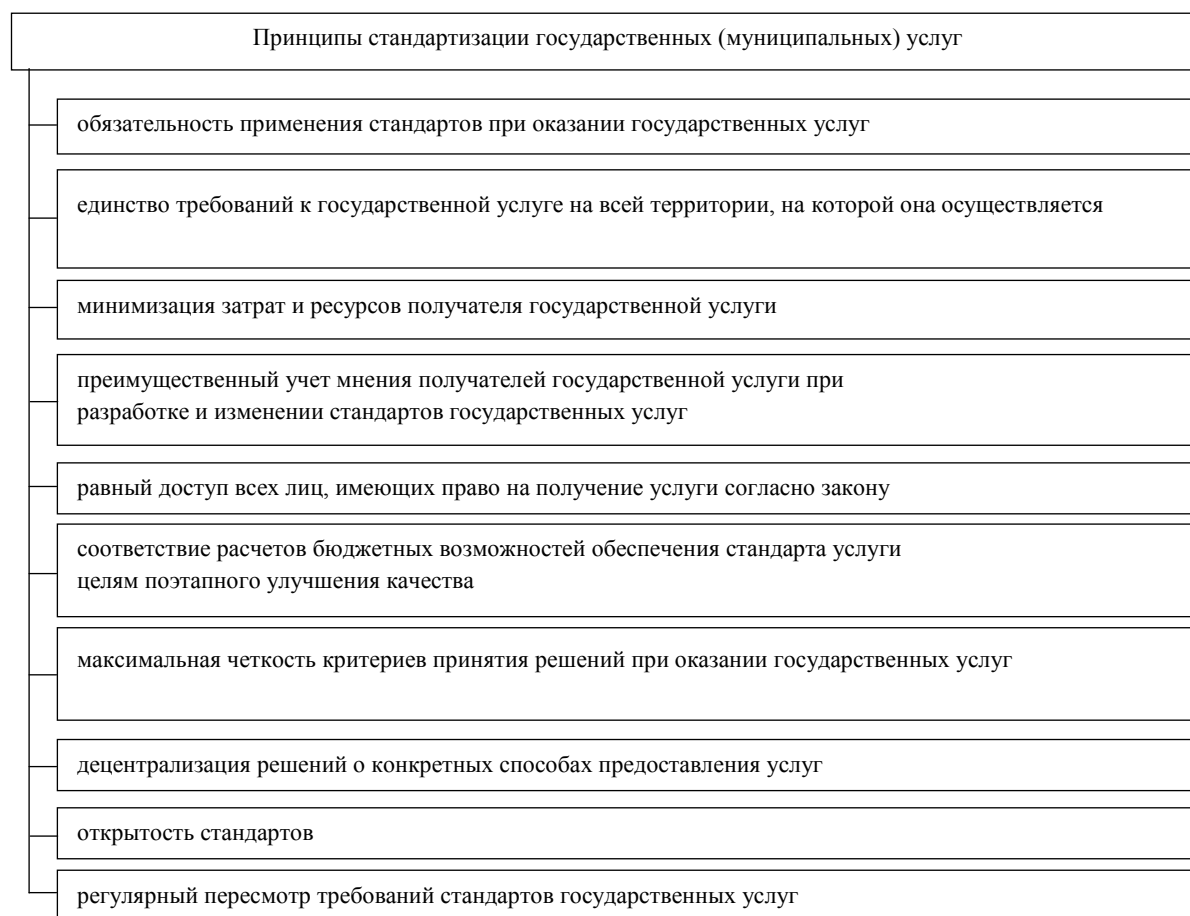 Принципы стандартизации государственных (муниципальных) услуг
обязательность применения стандартов при оказании государственных услуг
единство требований к государственной услуге на всей территории, на которой она осуществляется
минимизация затрат и ресурсов получателя государственной услуги
преимущественный учет мнения получателей государственной услуги при
разработке и изменении стандартов государственных услуг
равный доступ всех лиц, имеющих право на получение услуги согласно закону
соответствие расчетов бюджетных возможностей обеспечения стандарта услуги
целям поэтапного улучшения качества
максимальная четкость критериев принятия решений при оказании государственных услуг
децентрализация решений о конкретных способах предоставления услуг
открытость стандартов
регулярный пересмотр требований стандартов государственных услуг